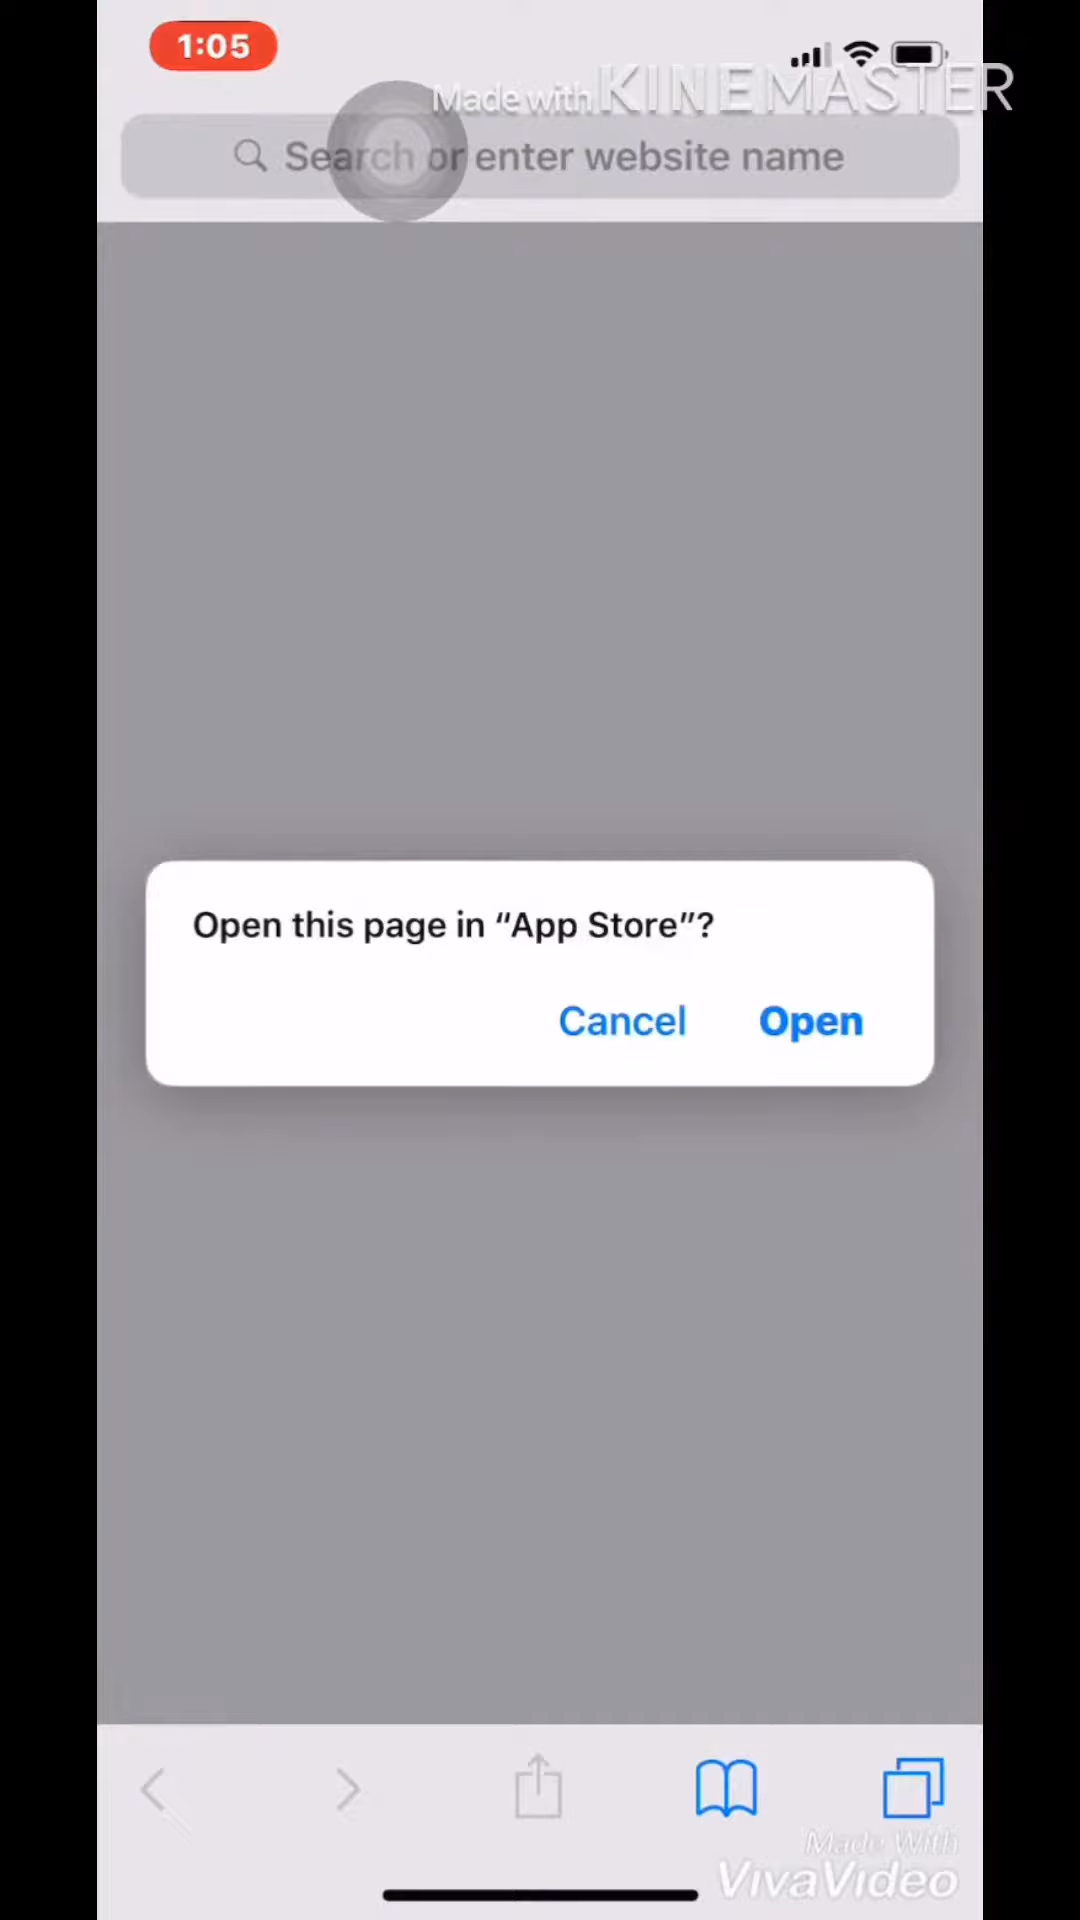 1:05
Made with KINEMASTER
Search or enter website name
Open this page in “App Store”?
Cancel Open
Made With
VivaVideo